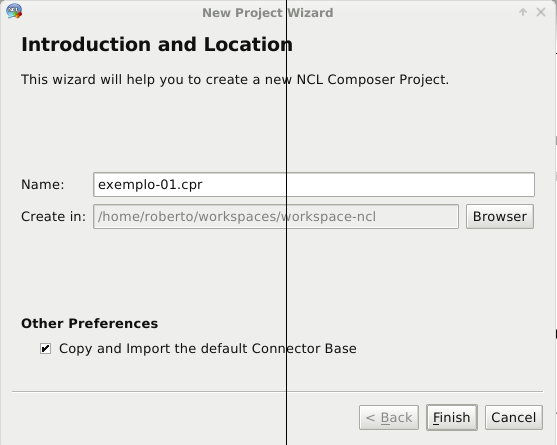 New Project Wizard
Introduction and Location
This wizard will help you to create a new NCL Composer Project.
Name: exemplo-01.cpr
Create in: /home/roberto/workspaces/workspace-ncl Browser
Other Preferences
Copy and Import the default Connector Base
< Back Finish Cancel